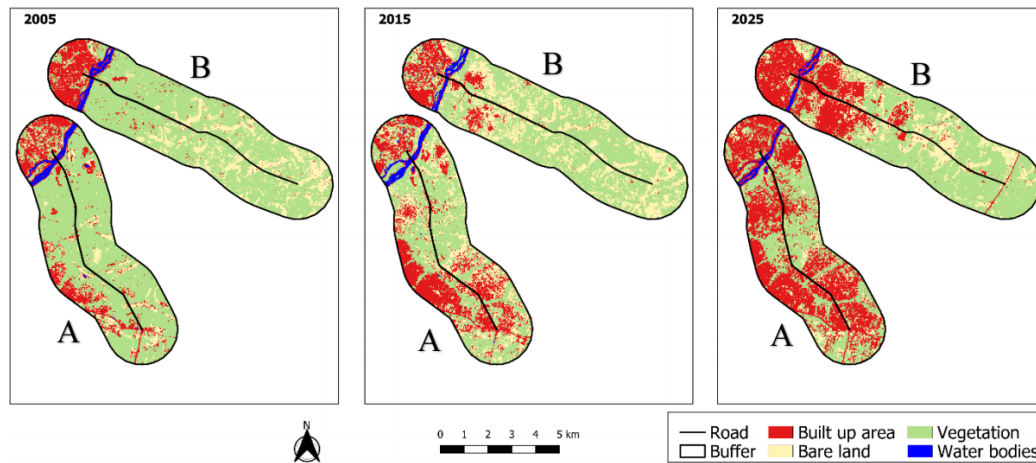 2005
B
A
2015
B
A
2025
B
A
N
0 1 2 3 4 5 km
Road
Built up area
Vegetation
Buffer
Bare land
Water bodies